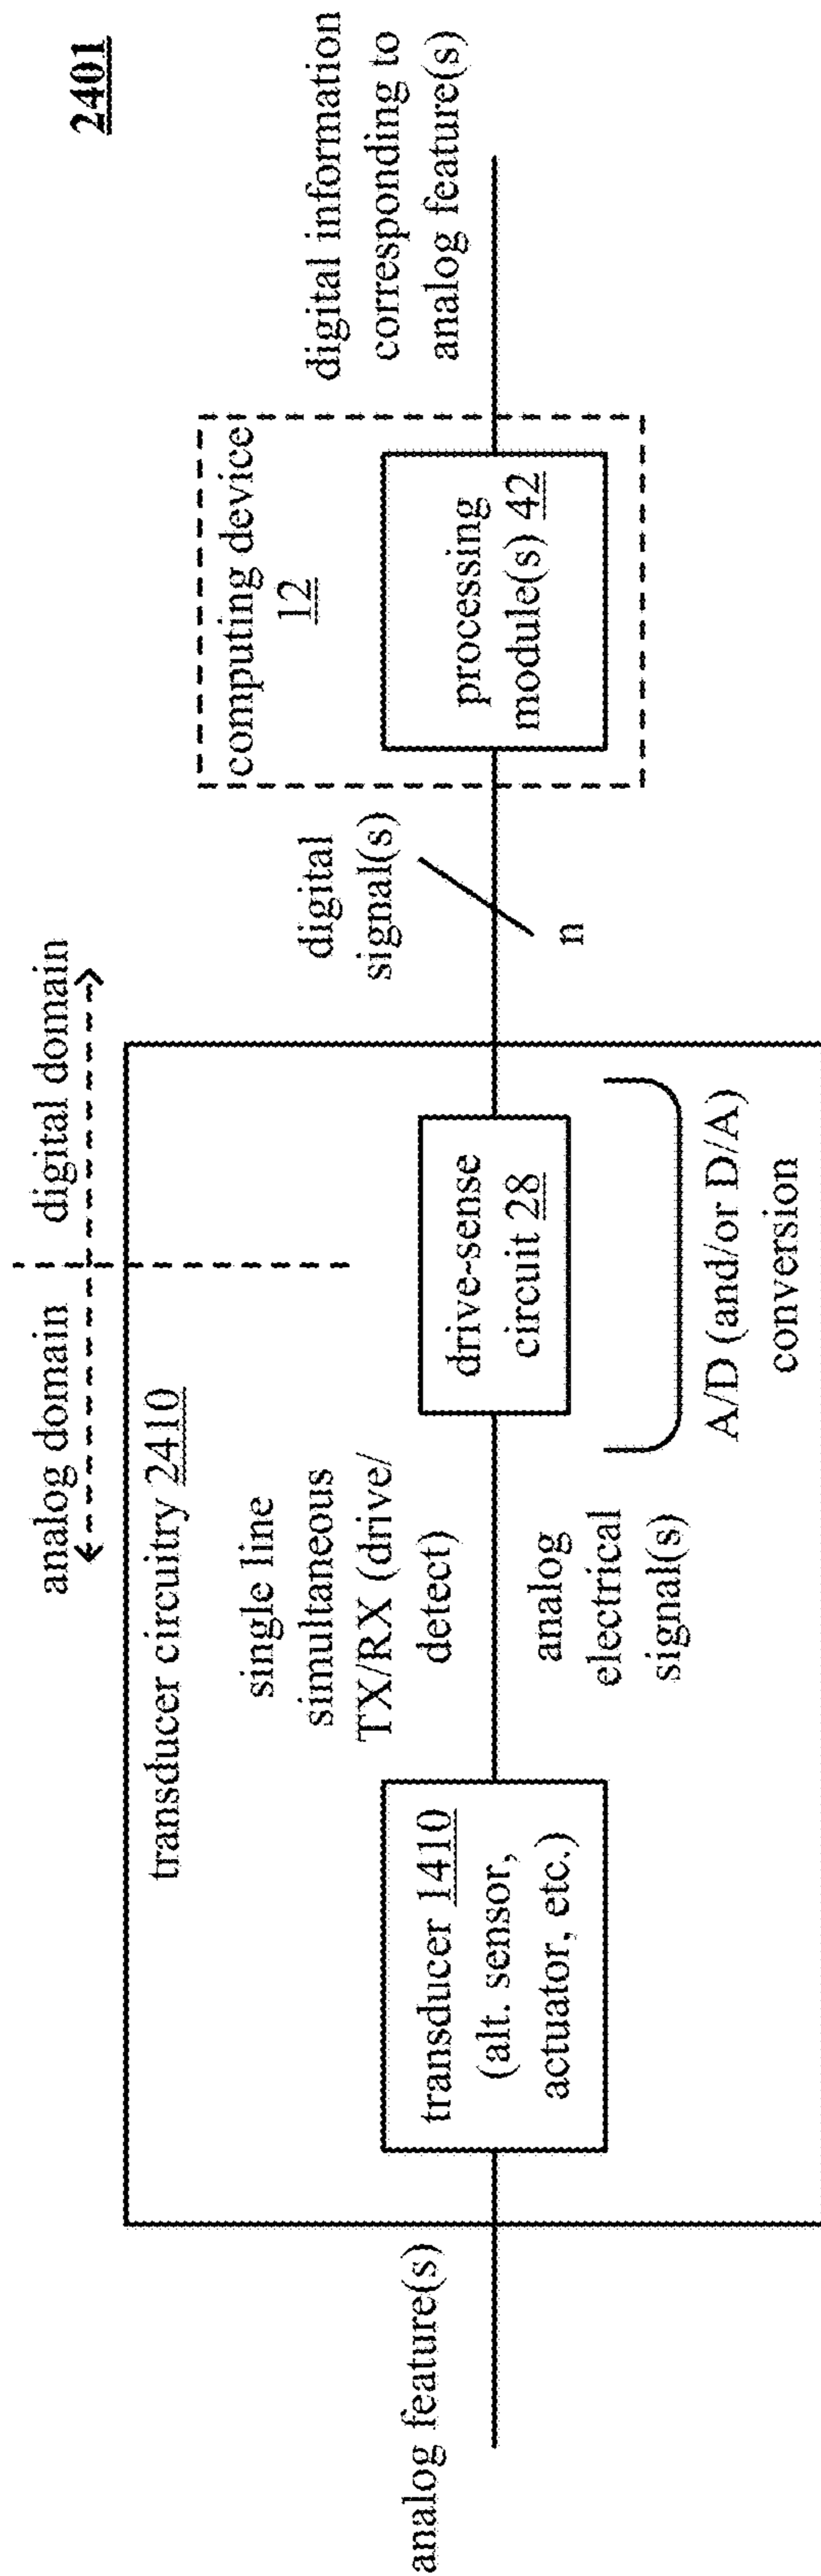 2401
analog domain
digital domain
transducer circuitry 2410
analog feature(s)
transducer 1410
(alt. sensor,
actuator, etc.)
single line
simultaneous
TX/RX (drive/
detect)
analog
electrical
signal(s)
drive-sense
circuit 28
A/D (and/or D/A)
conversion
digital
signal(s)
n
computing device
12
processing
module(s) 42
digital information
corresponding to
analog feature(s)